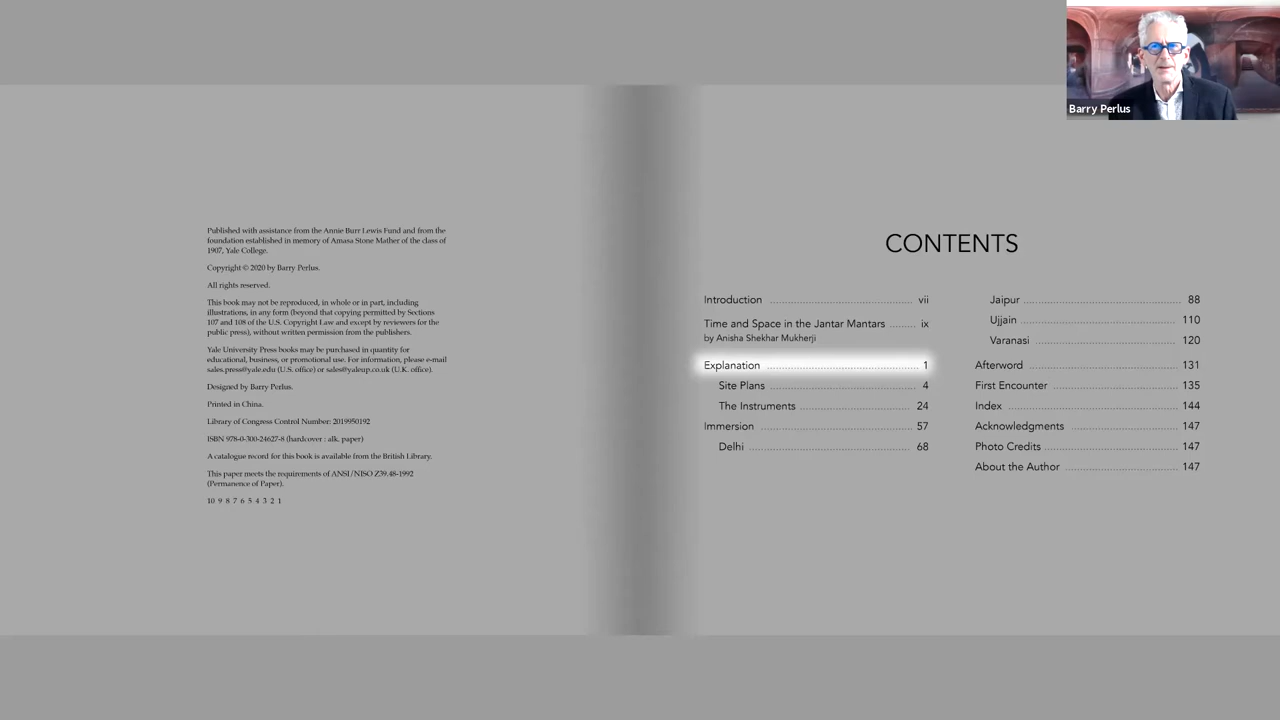 Barry Perlus
Published with assistance from the Annie Burr Lewis Fund and from the
foundation established in memory of Amasa Stone Mather of the class of
1907, Yale College.
Copyright © 2020 by Barry Perlus.
All rights reserved.
This book may not be reproduced, in whole or in part, including
illustrations, in any form (beyond that copying permitted by Sections
107 and 108 of the U.S. Copyright Law and except by reviewers for the
public press), without written permission from the publishers.
Yale University Press books may be purchased in quantity for
educational, business, or promotional use. For information, please e-mail
sales.press@yale.edu (U.S. office) or sales@yaleup.co.uk (U.K. office).
Designed by Barry Perlus.
Printed in China.
Library of Congress Control Number: 2019950192
ISBN 978-0-300-24627-8 (hardcover : alk. paper)
A catalogue record for this book is available from the British Library.
This paper meets the requirements of ANSI/NISO Z39.48-1992
(Permanence of Paper).
10 9 8 7 6 5 4 3 2 1
CONTENTS
Introduction ........ vii
Time and Space in the Jantar Mantars ........ ix
by Anisha Shekhar Mukherji
Explanation ........ 1
Site Plans ........ 4
The Instruments ........ 24
Immersion ........ 57
Delhi ........ 68
Jaipur ........ 88
Ujjain ........ 110
Varanasi ........ 120
Afterword ........ 131
First Encounter ........ 135
Index ........ 144
Acknowledgments ........ 147
Photo Credits ........ 147
About the Author ........ 147